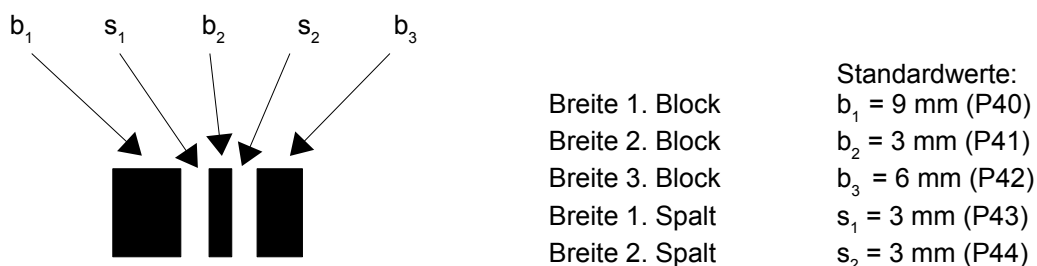 b₁ s₁ b₂ s₂ b₃
Standardwerte:
Breite 1. Block b₁ = 9 mm (P40)
Breite 2. Block b₂ = 3 mm (P41)
Breite 3. Block b₃ = 6 mm (P42)
Breite 1. Spalt s₁ = 3 mm (P43)
Breite 2. Spalt s₂ = 3 mm (P44)